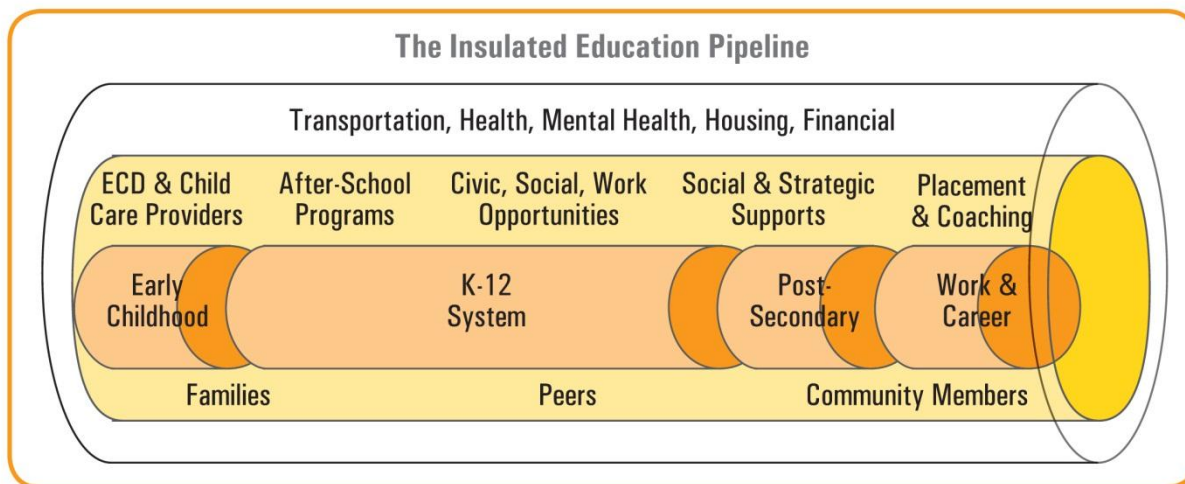 The Insulated Education Pipeline
Transportation, Health, Mental Health, Housing, Financial
ECD & Child
Care Providers
After-School
Programs
Civic, Social, Work
Opportunities
Social & Strategic
Supports
Placement
& Coaching
Early
Childhood
K-12
System
Post-
Secondary
Work &
Career
Families
Peers
Community Members